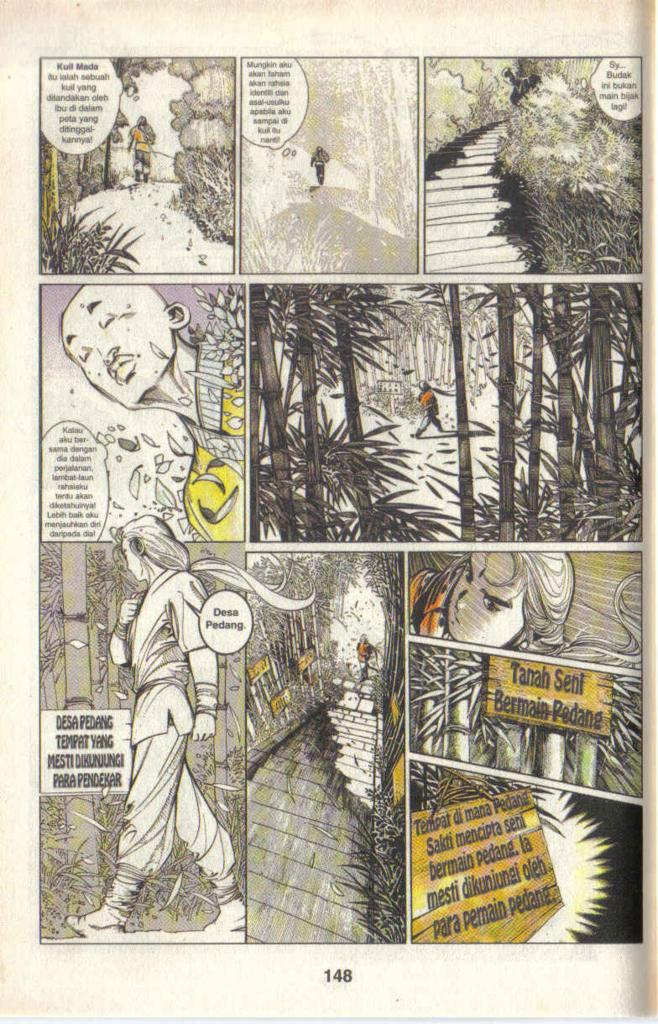 Kuil Mada
itu ialah sebuah
kuil yang
ditandakan oleh
ibu di dalam
peta yang
ditinggal-
kannya!
Mungkin aku
akan faham
akan rahsia
identiti dan
asal-usulku
apabila aku
sampai di
kuil itu
nanti!
Sy...
Budak
ini bukan
main bijak
lagi!
Kalau
aku ber-
sama dengan
dia dalam
perjalanan,
lambat-laun
rahsiaku
tentu akan
diketahuinya!
Lebih baik aku
menjauhkan diri
daripada dia!
Desa
Pedang.
DESA PEDANG
TEMPAT YANG
MESTI DIKUNJUNGI
PARA PENDEKAR
Tanah Seni
Bermain Pedang
Tempat di mana Pedang
Sakti mencipta seni
bermain pedang. Ia
mesti dikunjungi oleh
para pemain pedang.
148